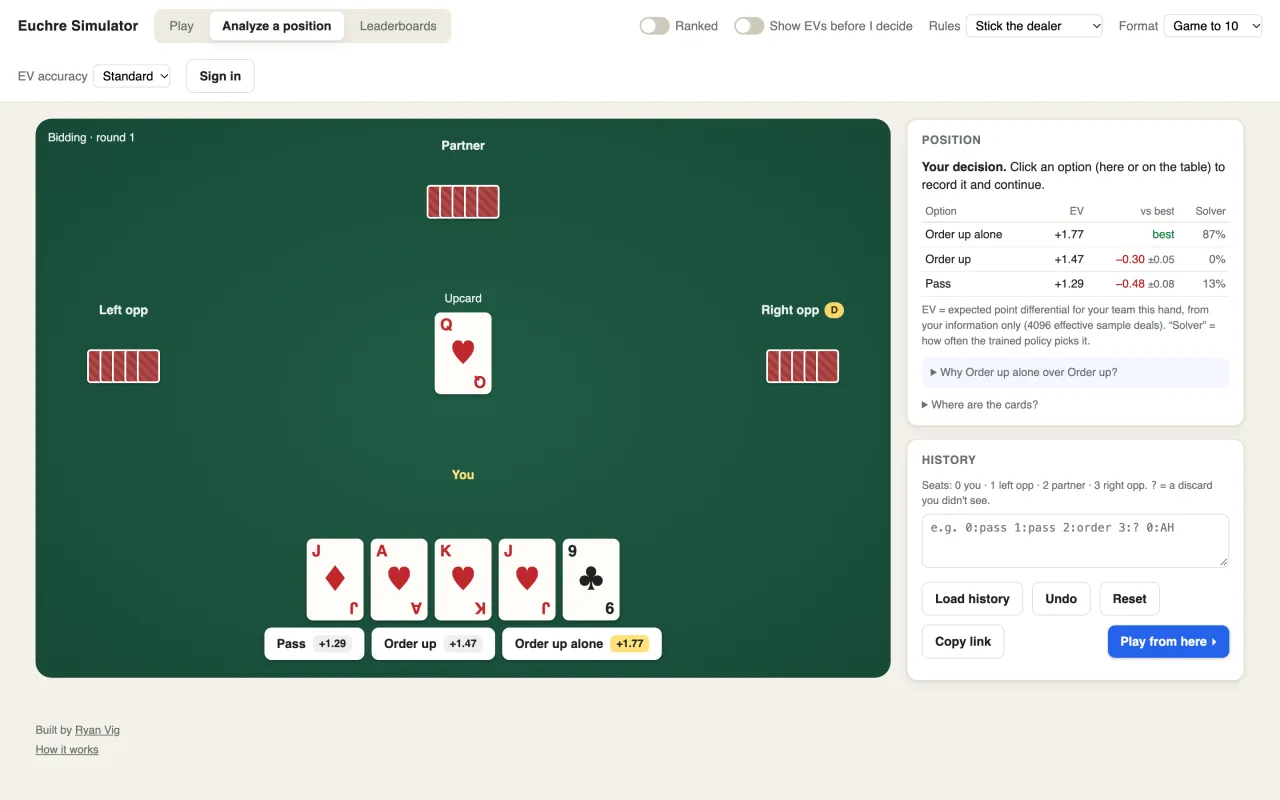 Euchre Simulator Play Analyze a position Leaderboards Ranked Show EVs before I decide Rules Stick the dealer Format Game to 10
EV accuracy Standard Sign in
Bidding · round 1
Partner
Left opp
Upcard
Right opp D
Q
Q
You
J A K J 9
J A K J 9
Pass +1.29 Order up +1.47 Order up alone +1.77
POSITION
Your decision. Click an option (here or on the table) to
record it and continue.
Option EV vs best Solver
Order up alone +1.77 best 87%
Order up +1.47 −0.30 ±0.05 0%
Pass +1.29 −0.48 ±0.08 13%
EV = expected point differential for your team this hand, from
your information only (4096 effective sample deals). “Solver” =
how often the trained policy picks it.
Why Order up alone over Order up?
Where are the cards?
HISTORY
Seats: 0 you · 1 left opp · 2 partner · 3 right opp. ? = a discard
you didn't see.
e.g. 0:pass 1:pass 2:order 3:? 0:AH
Load history Undo Reset
Copy link Play from here
Built by Ryan Vig
How it works